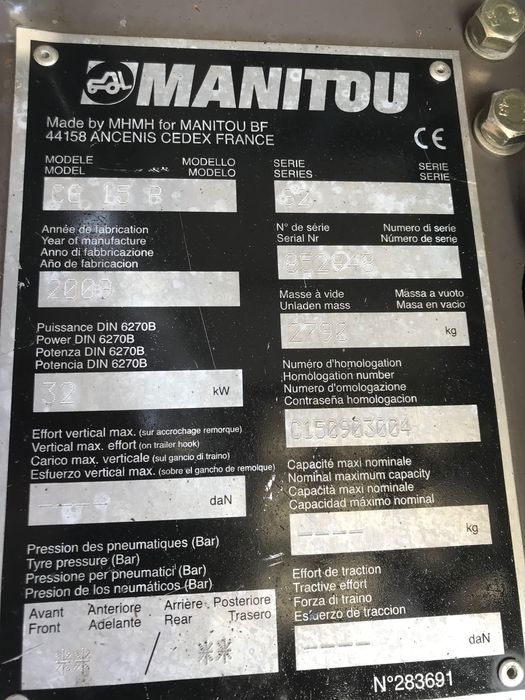 MANITOU
Made by MHMH for MANITOU BF
44158 ANCENIS CEDEX FRANCE
CE
MODELE MODELLO
MODEL MODELO
CG 15 B
SERIE SERIE
SERIES SERIE
S2
Année de fabrication
Year of manufacture
Anno di fabbricazione
Año de fabricacion
2009
N° de série Numero di serie
Serial Nr Número de serie
852948
Masse à vide Massa a vuoto
Unladen mass Masa en vacio
2790 kg
Puissance DIN 6270B
Power DIN 6270B
Potenza DIN 6270B
Potencia DIN 6270B
32 kW
Numéro d'homologation
Homologation number
Numero d'omologazione
Contraseña homologacion
C150903004
Effort vertical max. (sur accrochage remorque)
Vertical max. effort (on trailer hook)
Carico max. verticale (sul gancio di traino)
Esfuerzo vertical max. (sobre el gancho de remolque)
---- daN
Capacité maxi nominale
Nominal maximum capacity
Capacità maxi nominale
Capacidad máximo nominal
---- kg
Pression des pneumatiques (Bar)
Tyre pressure (Bar)
Pressione per pneumatici (Bar)
Presion de los neumáticos (Bar)
Avant Anteriore Arrière Posteriore
Front Adelante Rear Trasero
** / **
Effort de traction
Tractive effort
Forza di traino
Esfuerzo de traccion
---- daN
N°283691